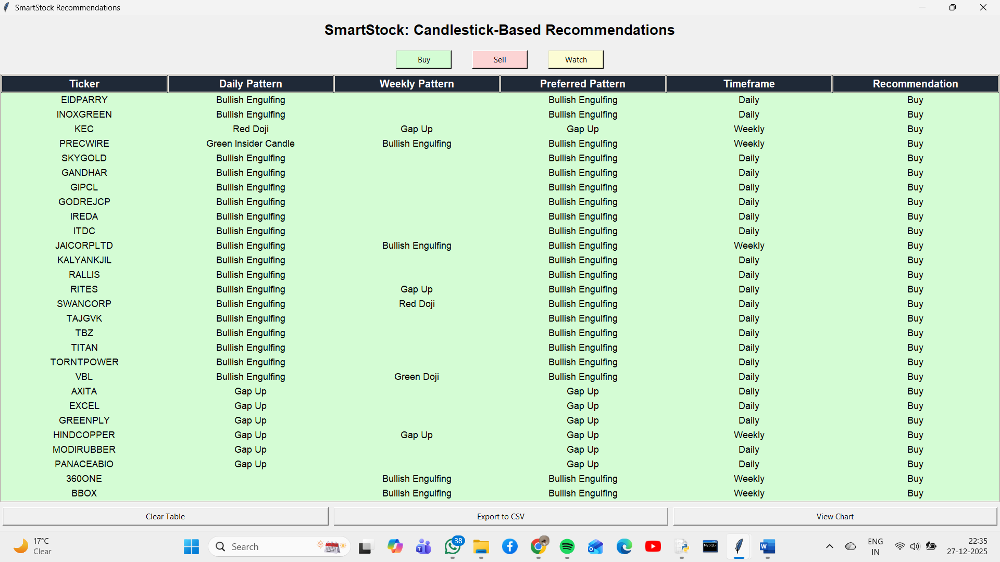 SmartStock Recommendations
SmartStock: Candlestick-Based Recommendations
Buy Sell Watch
Ticker Daily Pattern Weekly Pattern Preferred Pattern Timeframe Recommendation
EIDPARRY Bullish Engulfing Bullish Engulfing Daily Buy
INOXGREEN Bullish Engulfing Bullish Engulfing Daily Buy
KEC Red Doji Gap Up Gap Up Weekly Buy
PRECWIRE Green Insider Candle Bullish Engulfing Bullish Engulfing Weekly Buy
SKYGOLD Bullish Engulfing Bullish Engulfing Daily Buy
GANDHAR Bullish Engulfing Bullish Engulfing Daily Buy
GIPCL Bullish Engulfing Bullish Engulfing Daily Buy
GODREJCP Bullish Engulfing Bullish Engulfing Daily Buy
IREDA Bullish Engulfing Bullish Engulfing Daily Buy
ITDC Bullish Engulfing Bullish Engulfing Daily Buy
JAICORPLTD Bullish Engulfing Bullish Engulfing Bullish Engulfing Weekly Buy
KALYANKJIL Bullish Engulfing Bullish Engulfing Daily Buy
RALLIS Bullish Engulfing Bullish Engulfing Daily Buy
RITES Bullish Engulfing Gap Up Bullish Engulfing Daily Buy
SWANCORP Bullish Engulfing Red Doji Bullish Engulfing Daily Buy
TAJGVK Bullish Engulfing Bullish Engulfing Daily Buy
TBZ Bullish Engulfing Bullish Engulfing Daily Buy
TITAN Bullish Engulfing Bullish Engulfing Daily Buy
TORNTPOWER Bullish Engulfing Bullish Engulfing Daily Buy
VBL Bullish Engulfing Green Doji Bullish Engulfing Daily Buy
AXITA Gap Up Gap Up Daily Buy
EXCEL Gap Up Gap Up Daily Buy
GREENPLY Gap Up Gap Up Daily Buy
HINDCOPPER Gap Up Gap Up Gap Up Weekly Buy
MODIRUBBER Gap Up Gap Up Daily Buy
PANACEABIO Gap Up Gap Up Daily Buy
360ONE Bullish Engulfing Bullish Engulfing Weekly Buy
BBOX Bullish Engulfing Bullish Engulfing Weekly Buy
Clear Table Export to CSV View Chart
17°C
Clear
Search
38
MySQL
ENG
IN
22:35
27-12-2025